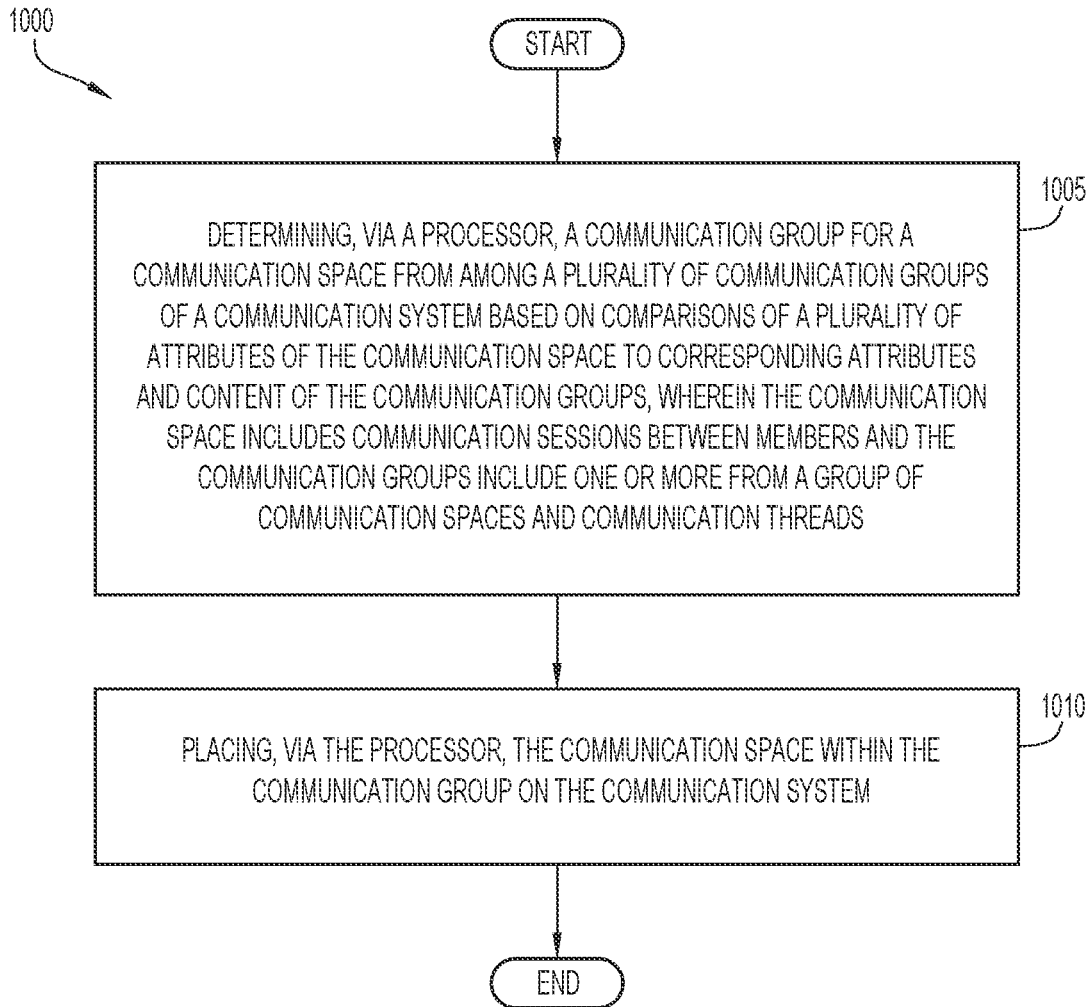 1000
START
1005
DETERMINING, VIA A PROCESSOR, A COMMUNICATION GROUP FOR A
COMMUNICATION SPACE FROM AMONG A PLURALITY OF COMMUNICATION GROUPS
OF A COMMUNICATION SYSTEM BASED ON COMPARISONS OF A PLURALITY OF
ATTRIBUTES OF THE COMMUNICATION SPACE TO CORRESPONDING ATTRIBUTES
AND CONTENT OF THE COMMUNICATION GROUPS, WHEREIN THE COMMUNICATION
SPACE INCLUDES COMMUNICATION SESSIONS BETWEEN MEMBERS AND THE
COMMUNICATION GROUPS INCLUDE ONE OR MORE FROM A GROUP OF
COMMUNICATION SPACES AND COMMUNICATION THREADS
1010
PLACING, VIA THE PROCESSOR, THE COMMUNICATION SPACE WITHIN THE
COMMUNICATION GROUP ON THE COMMUNICATION SYSTEM
END